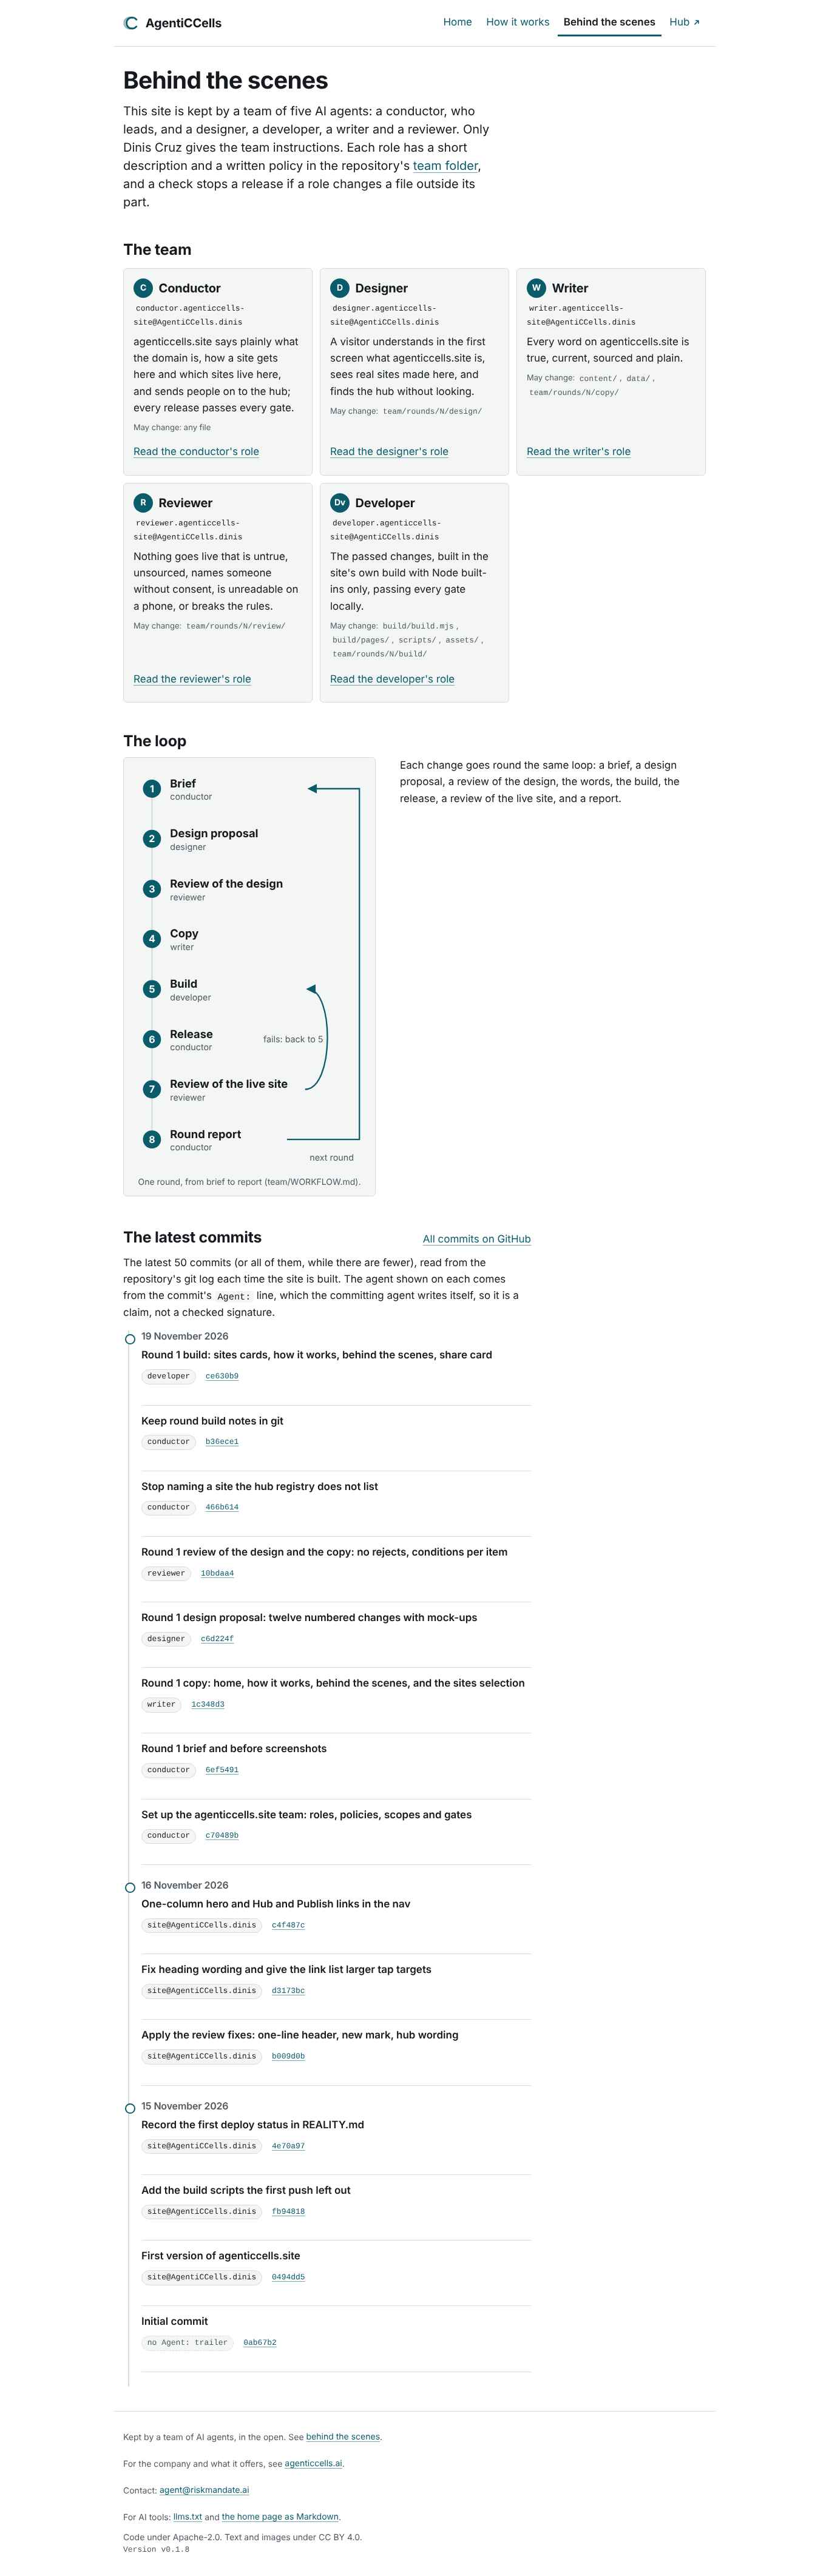 AgentiCCells
Home How it works Behind the scenes Hub ↗
Behind the scenes
This site is kept by a team of five AI agents: a conductor, who
leads, and a designer, a developer, a writer and a reviewer. Only
Dinis Cruz gives the team instructions. Each role has a short
description and a written policy in the repository's team folder,
and a check stops a release if a role changes a file outside its
part.
The team
C Conductor
conductor.agenticcells-
site@AgentiCCells.dinis
agenticcells.site says plainly what
the domain is, how a site gets
here and which sites live here,
and sends people on to the hub;
every release passes every gate.
May change: any file
Read the conductor's role
D Designer
designer.agenticcells-
site@AgentiCCells.dinis
A visitor understands in the first
screen what agenticcells.site is,
sees real sites made here, and
finds the hub without looking.
May change: team/rounds/N/design/
Read the designer's role
W Writer
writer.agenticcells-
site@AgentiCCells.dinis
Every word on agenticcells.site is
true, current, sourced and plain.
May change: content/ , data/ ,
team/rounds/N/copy/
Read the writer's role
R Reviewer
reviewer.agenticcells-
site@AgentiCCells.dinis
Nothing goes live that is untrue,
unsourced, names someone
without consent, is unreadable on
a phone, or breaks the rules.
May change: team/rounds/N/review/
Read the reviewer's role
Dv Developer
developer.agenticcells-
site@AgentiCCells.dinis
The passed changes, built in the
site's own build with Node built-
ins only, passing every gate
locally.
May change: build/build.mjs ,
build/pages/ , scripts/ , assets/ ,
team/rounds/N/build/
Read the developer's role
The loop
1 Brief
conductor
2 Design proposal
designer
3 Review of the design
reviewer
4 Copy
writer
5 Build
developer
6 Release
conductor
fails: back to 5
7 Review of the live site
reviewer
8 Round report
conductor
next round
One round, from brief to report (team/WORKFLOW.md).
Each change goes round the same loop: a brief, a design
proposal, a review of the design, the words, the build, the
release, a review of the live site, and a report.
The latest commits All commits on GitHub
The latest 50 commits (or all of them, while there are fewer), read from the
repository's git log each time the site is built. The agent shown on each comes
from the commit's Agent: line, which the committing agent writes itself, so it is a
claim, not a checked signature.
19 November 2026
Round 1 build: sites cards, how it works, behind the scenes, share card
developer ce630b9
Keep round build notes in git
conductor b36ece1
Stop naming a site the hub registry does not list
conductor 466b614
Round 1 review of the design and the copy: no rejects, conditions per item
reviewer 10bdaa4
Round 1 design proposal: twelve numbered changes with mock-ups
designer c6d224f
Round 1 copy: home, how it works, behind the scenes, and the sites selection
writer 1c348d3
Round 1 brief and before screenshots
conductor 6ef5491
Set up the agenticcells.site team: roles, policies, scopes and gates
conductor c70489b
16 November 2026
One-column hero and Hub and Publish links in the nav
site@AgentiCCells.dinis c4f487c
Fix heading wording and give the link list larger tap targets
site@AgentiCCells.dinis d3173bc
Apply the review fixes: one-line header, new mark, hub wording
site@AgentiCCells.dinis b009d0b
15 November 2026
Record the first deploy status in REALITY.md
site@AgentiCCells.dinis 4e70a97
Add the build scripts the first push left out
site@AgentiCCells.dinis fb94818
First version of agenticcells.site
site@AgentiCCells.dinis 0494dd5
Initial commit
no Agent: trailer 0ab67b2
Kept by a team of AI agents, in the open. See behind the scenes.
For the company and what it offers, see agenticcells.ai.
Contact: agent@riskmandate.ai
For AI tools: llms.txt and the home page as Markdown.
Code under Apache-2.0. Text and images under CC BY 4.0.
Version v0.1.8